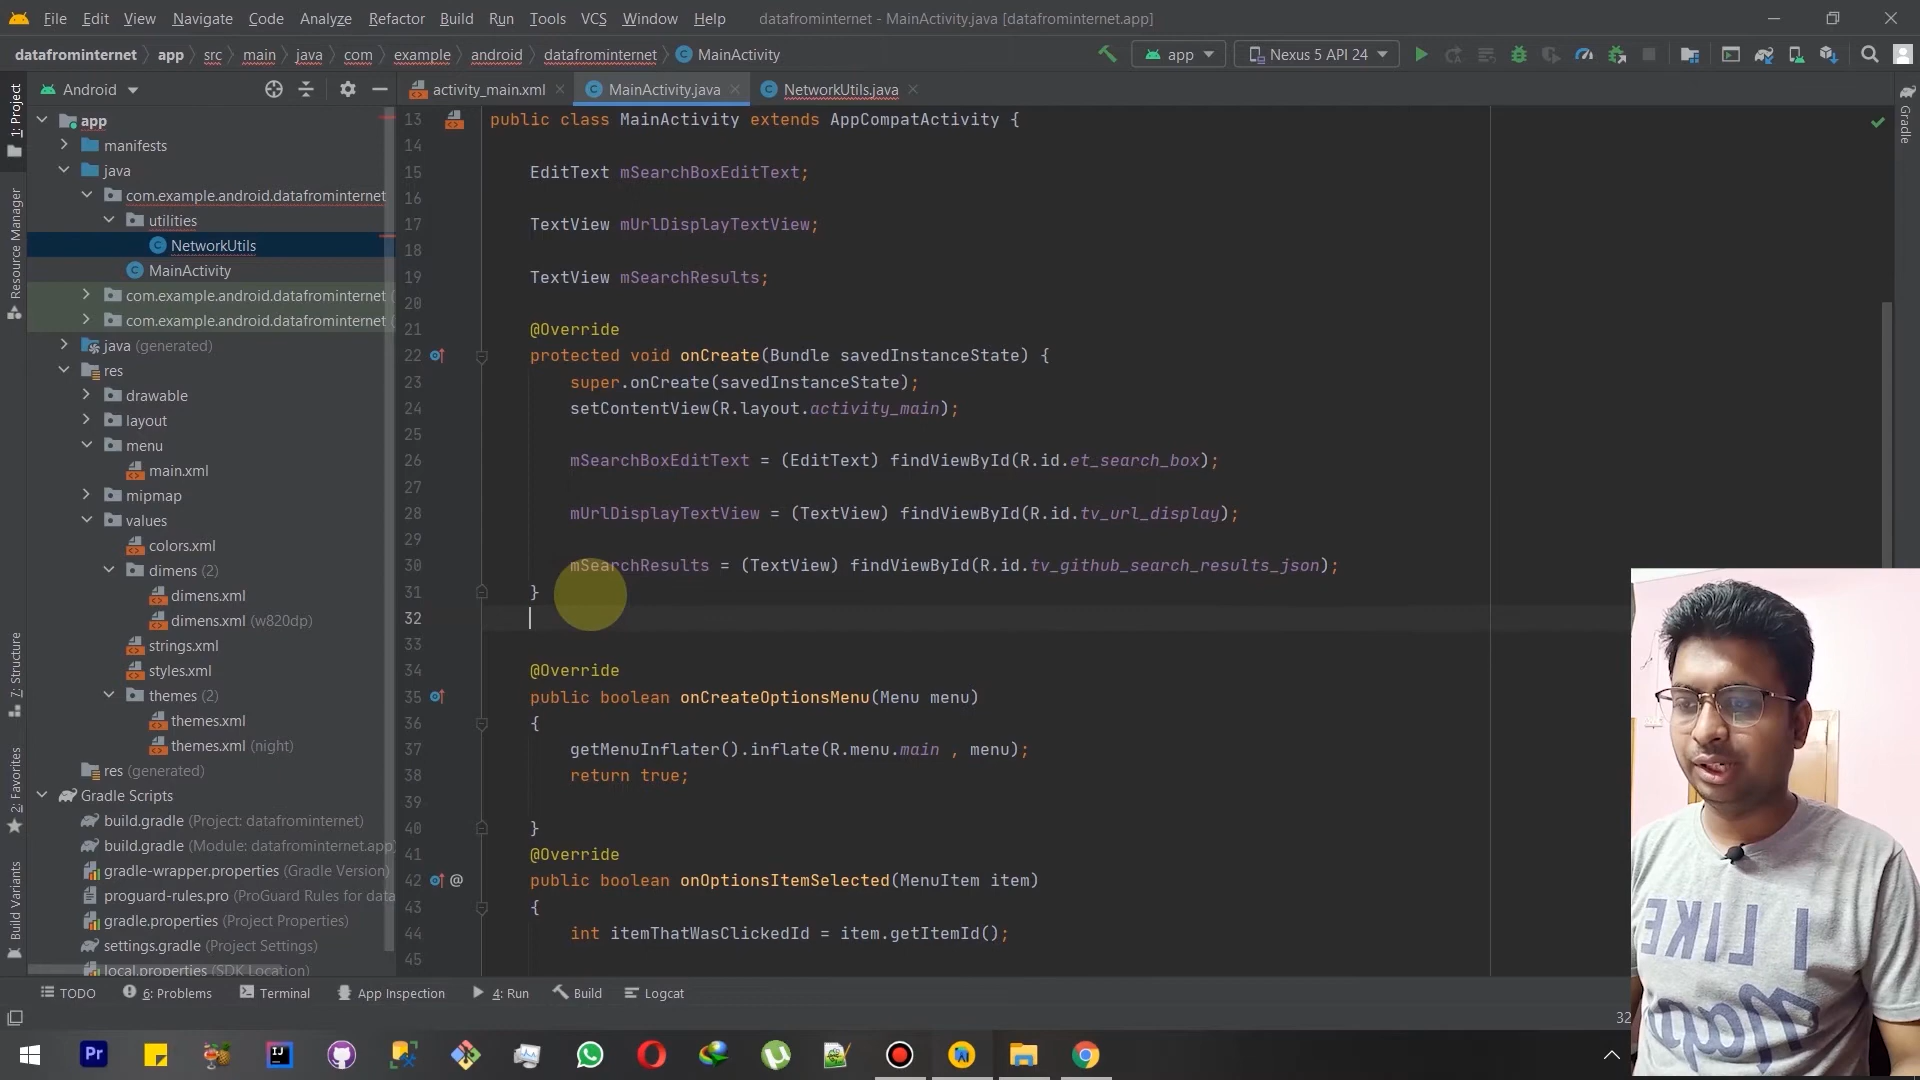 File Edit View Navigate Code Analyze Refactor Build Run Tools VCS Window Help datafrominternet - MainActivity.java [datafrominternet.app]
datafrominternet app src main java com example android datafrominternet MainActivity app Nexus 5 API 24
1: Project
Resource Manager
7: Structure
2: Favorites
Build Variants
Gradle
Android
activity_main.xml MainActivity.java NetworkUtils.java
app
manifests
java
com.example.android.datafrominternet
utilities
NetworkUtils
MainActivity
com.example.android.datafrominternet (
com.example.android.datafrominternet (
java (generated)
res
drawable
layout
menu
main.xml
mipmap
values
colors.xml
dimens (2)
dimens.xml
dimens.xml (w820dp)
strings.xml
styles.xml
themes (2)
themes.xml
themes.xml (night)
res (generated)
Gradle Scripts
build.gradle (Project: datafrominternet)
build.gradle (Module: datafrominternet.app)
gradle-wrapper.properties (Gradle Version)
proguard-rules.pro (ProGuard Rules for data
gradle.properties (Project Properties)
settings.gradle (Project Settings)
local.properties (SDK Location)
13 public class MainActivity extends AppCompatActivity {
14
15 EditText mSearchBoxEditText;
16
17 TextView mUrlDisplayTextView;
18
19 TextView mSearchResults;
20
21 @Override
22 protected void onCreate(Bundle savedInstanceState) {
23 super.onCreate(savedInstanceState);
24 setContentView(R.layout.activity_main);
25
26 mSearchBoxEditText = (EditText) findViewById(R.id.et_search_box);
27
28 mUrlDisplayTextView = (TextView) findViewById(R.id.tv_url_display);
29
30 mSearchResults = (TextView) findViewById(R.id.tv_github_search_results_json);
31 }
32
33
34 @Override
35 public boolean onCreateOptionsMenu(Menu menu)
36 {
37 getMenuInflater().inflate(R.menu.main , menu);
38 return true;
39
40 }
41 @Override
42 public boolean onOptionsItemSelected(MenuItem item)
43 {
44 int itemThatWasClickedId = item.getItemId();
45
TODO 6: Problems Terminal App Inspection 4: Run Build Logcat
32
Pr
I LIKE